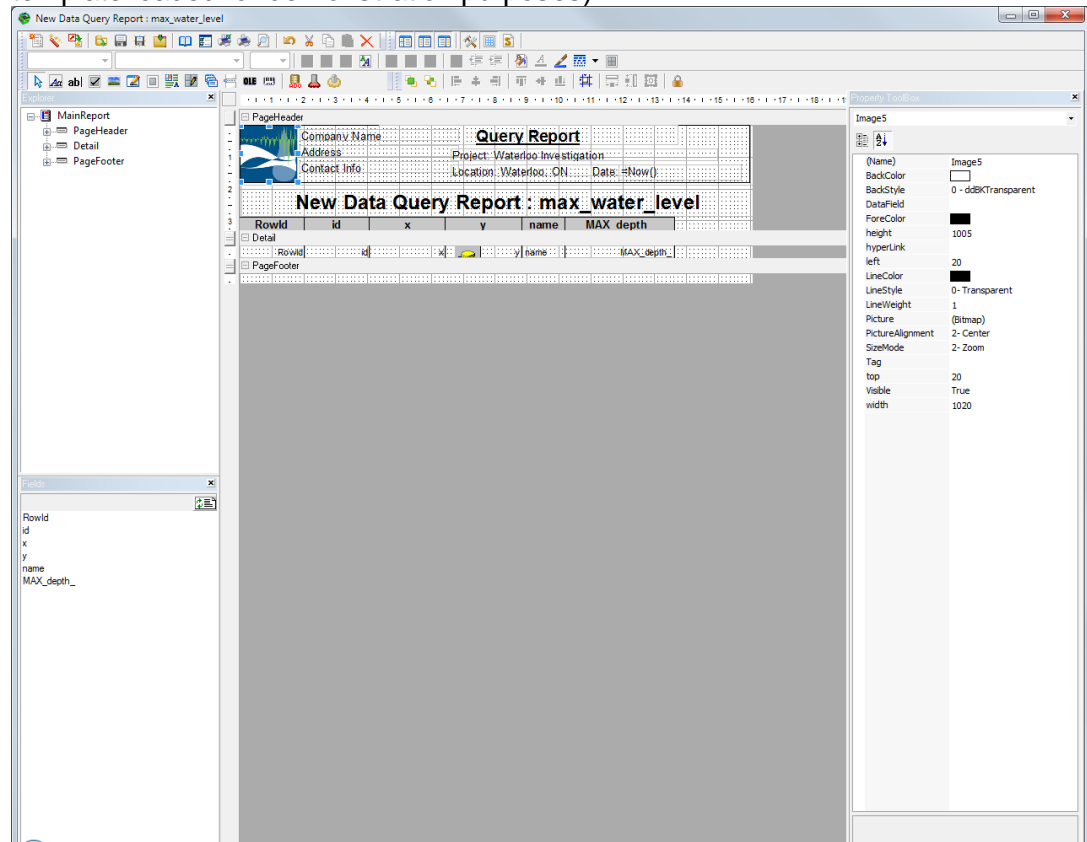 New Data Query Report : max_water_level
ab|
OLE
Explorer
MainReport
PageHeader
Detail
PageFooter
Fields
RowId
id
x
y
name
MAX_depth_
PageHeader
Company Name
Address
Contact Info
Query Report
Project: Waterloo Investigation
Location: Waterloo, ON Date: =Now()
New Data Query Report : max_water_level
RowId id x y name MAX depth
Detail
RowId id x y name MAX_depth_
PageFooter
Property ToolBox
Image5
(Name) Image5
BackColor
BackStyle 0 - ddBKTransparent
DataField
ForeColor
height 1005
hyperLink
left 20
LineColor
LineStyle 0- Transparent
LineWeight 1
Picture (Bitmap)
PictureAlignment 2- Center
SizeMode 2- Zoom
Tag
top 20
Visible True
width 1020